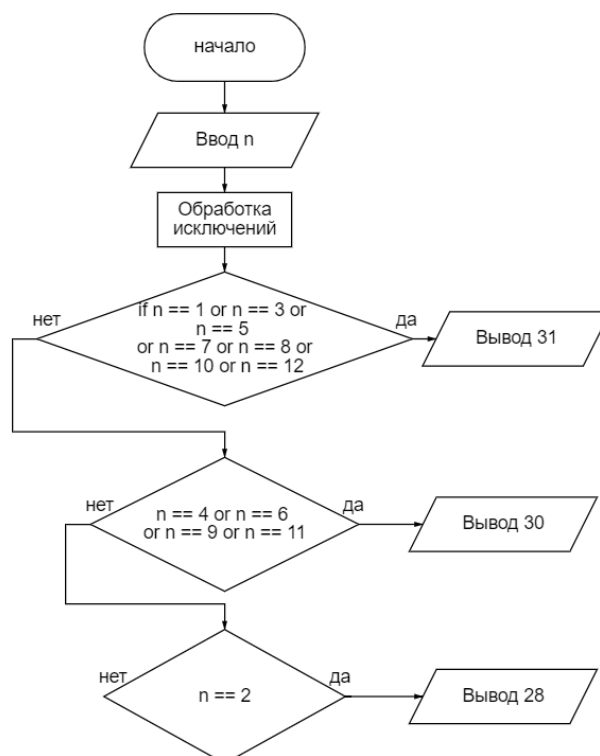 начало
Ввод n
Обработка
исключений
нет
if n == 1 or n == 3 or
n == 5
or n == 7 or n == 8 or
n == 10 or n == 12
да
Вывод 31
нет
n == 4 or n == 6
or n == 9 or n == 11
да
Вывод 30
нет
n == 2
да
Вывод 28